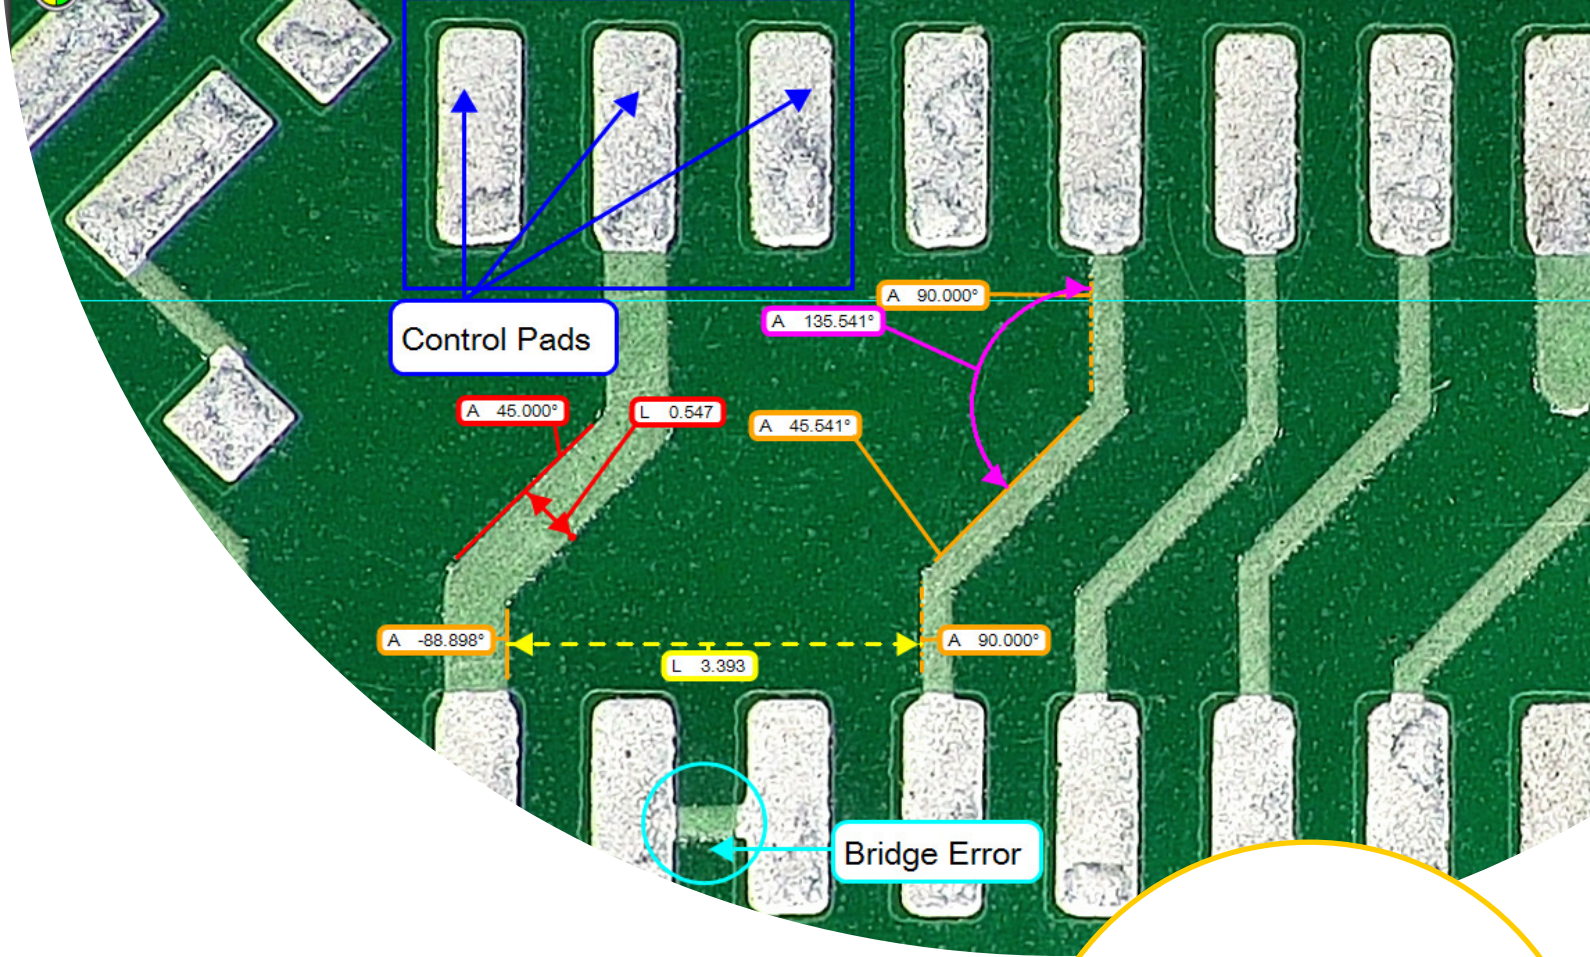 A 90.000°
A 135.541°
Control Pads
A 45.000°
L 0.547
A 45.541°
A -88.898°
A 90.000°
L 3.393
Bridge Error